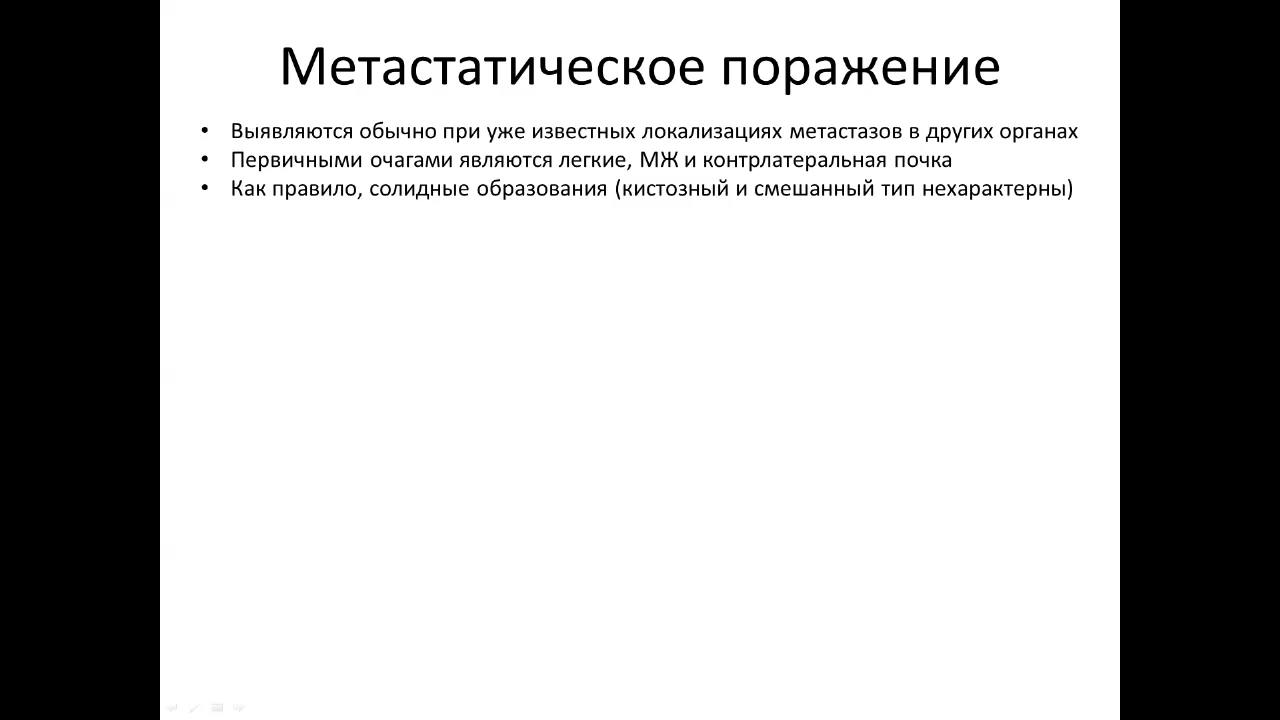 Метастатическое поражение
• Выявляются обычно при уже известных локализациях метастазов в других органах
• Первичными очагами являются легкие, МЖ и контрлатеральная почка
• Как правило, солидные образования (кистозный и смешанный тип нехарактерны)